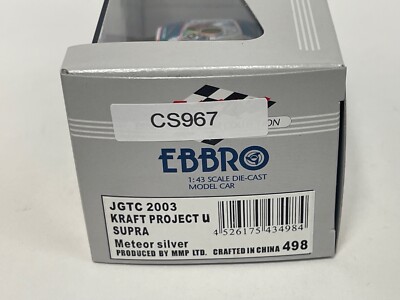 CS967
ON
EBBRO
1:43 SCALE DIE-CAST
MODEL CAR
JGTC 2003
KRAFT PROJECT μ
SUPRA
Meteor silver
4 526175 434984
PRODUCED BY MMP LTD. CRAFTED IN CHINA 498